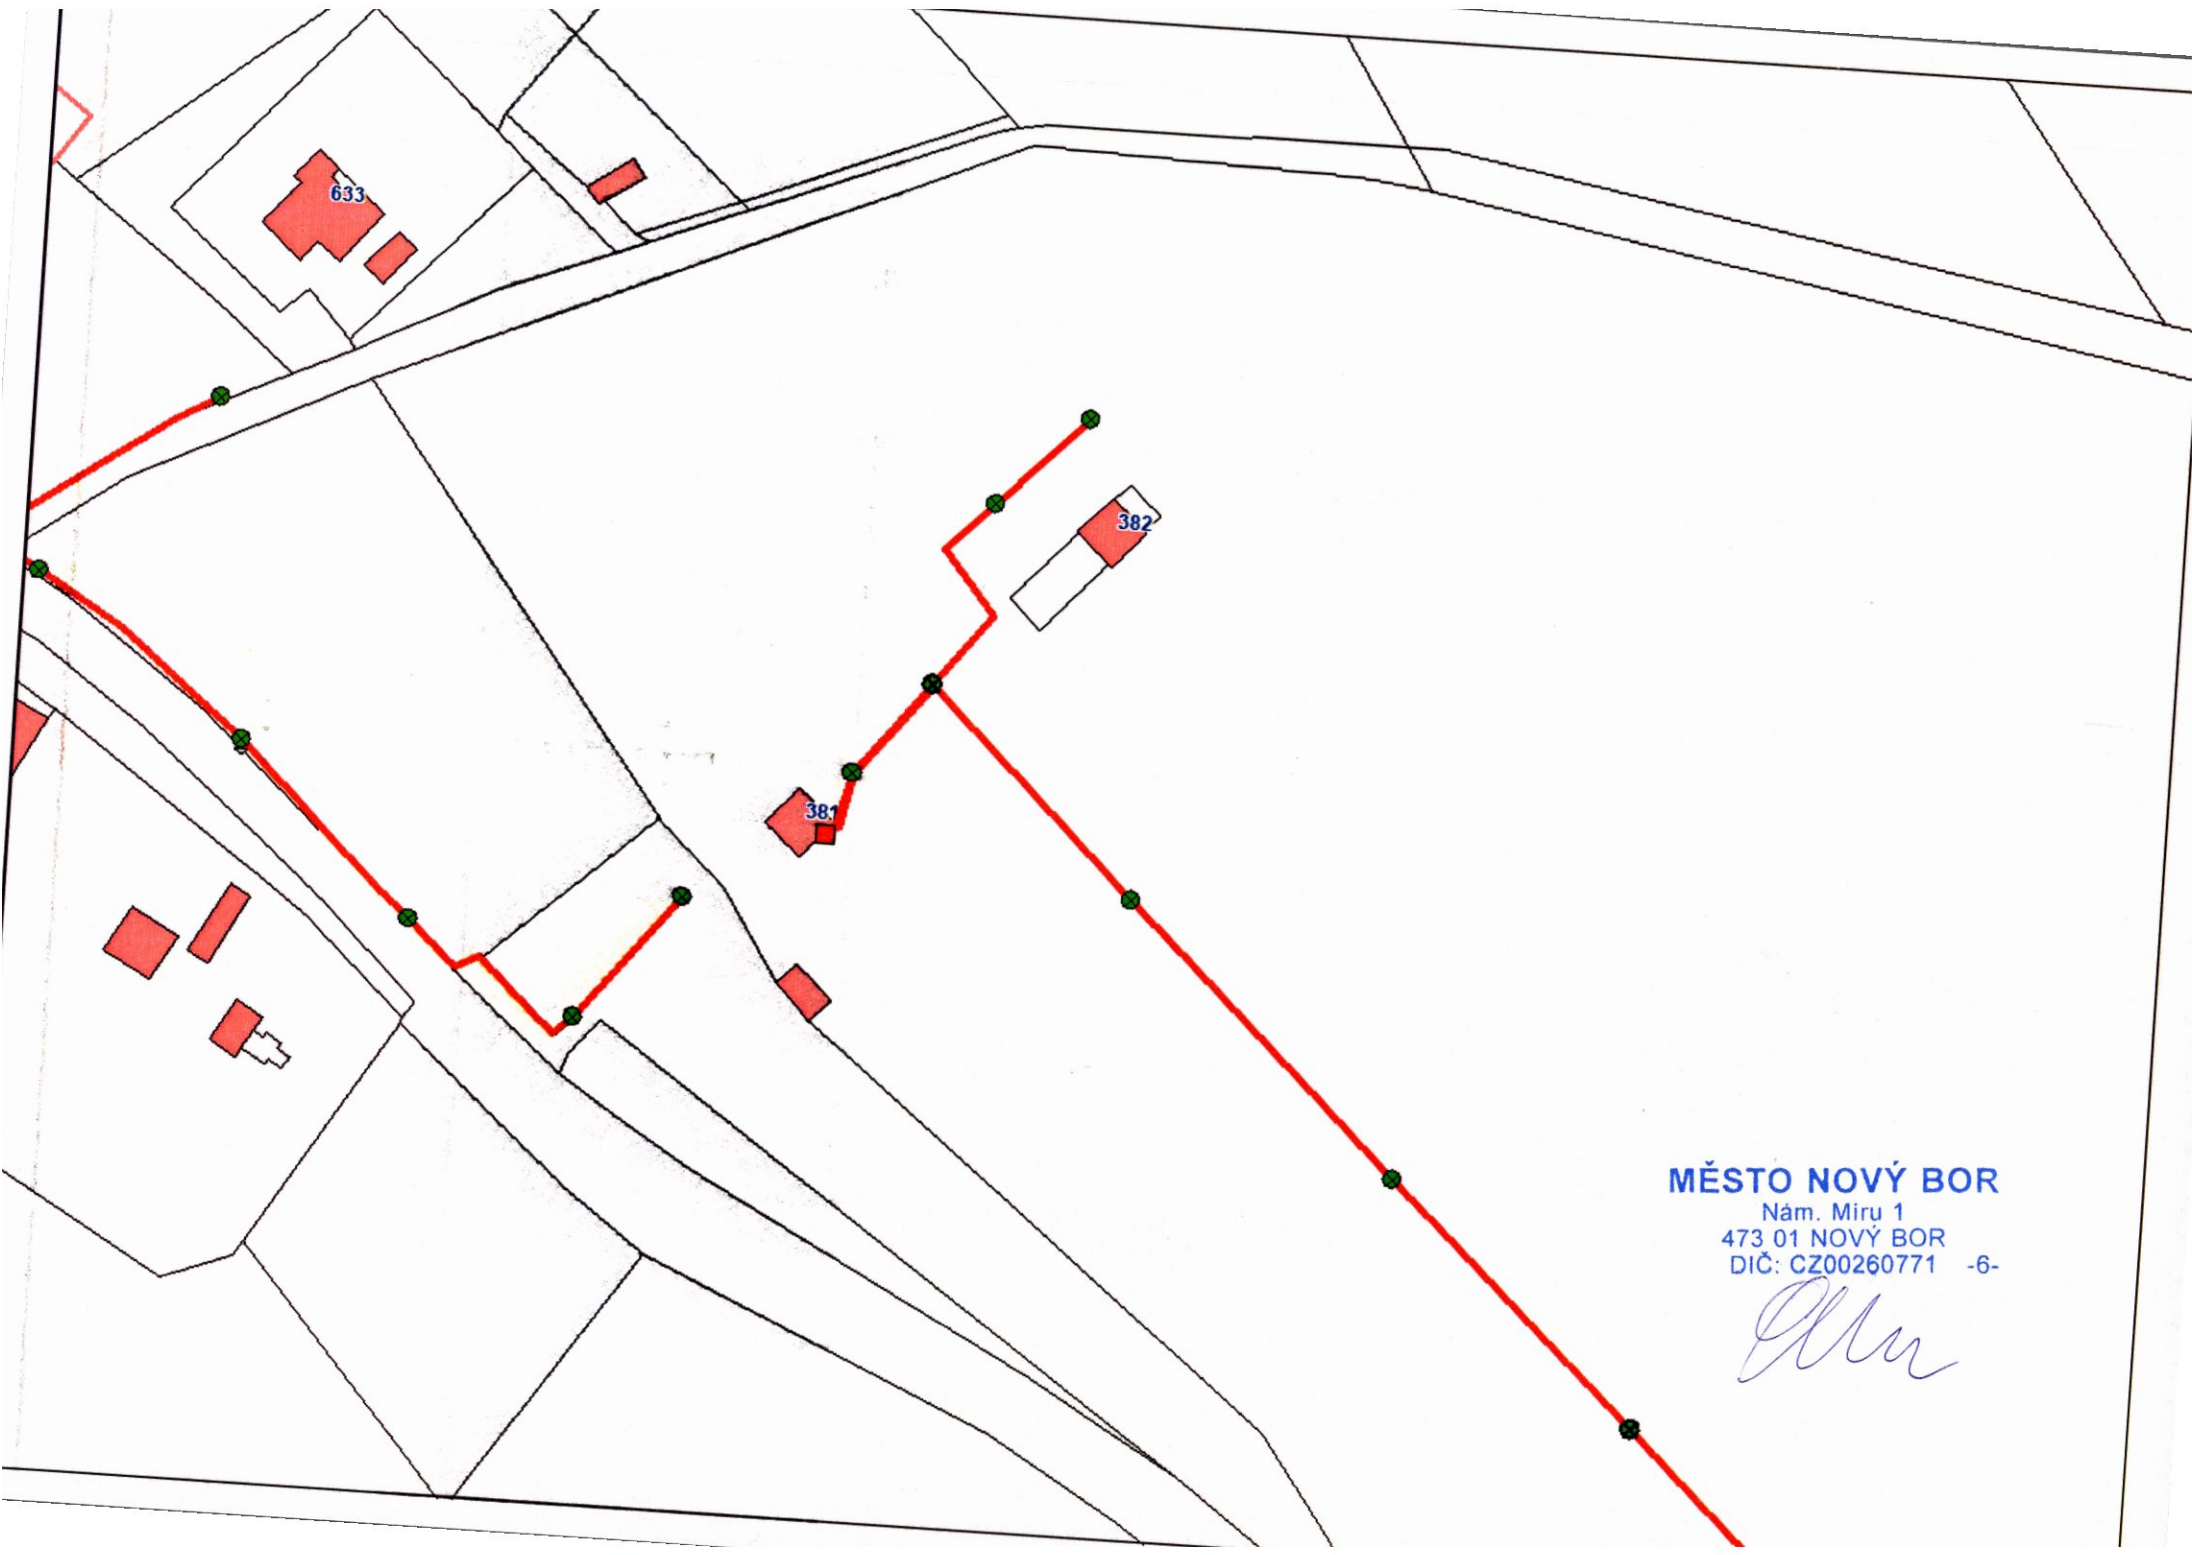 633
382
381
MĚSTO NOVÝ BOR
Nám. Míru 1
473 01 NOVÝ BOR
DIČ: CZ00260771 -6-